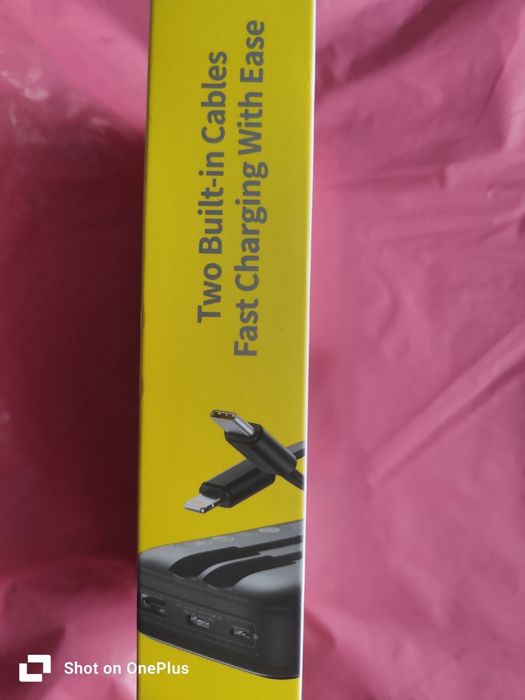 Two Built-in Cables
Fast Charging With Ease
Shot on OnePlus